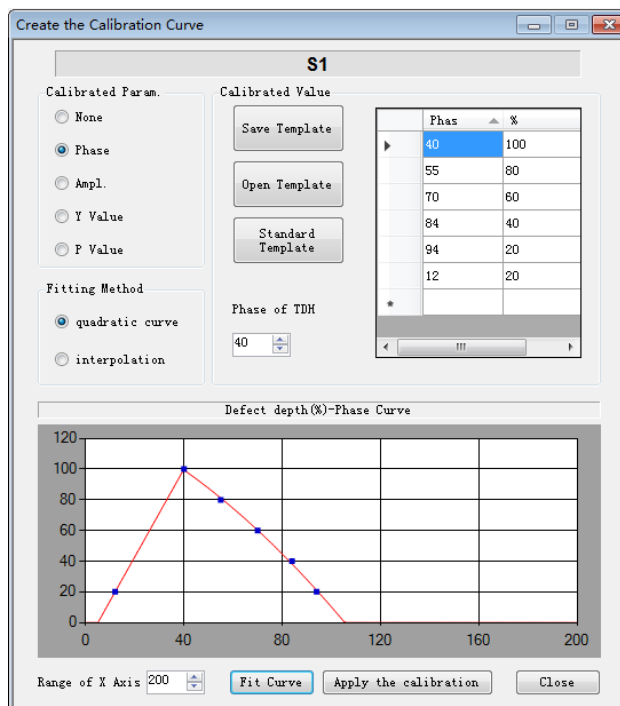 Create the Calibration Curve
S1
Calibrated Param.
None
Phase
Ampl.
Y Value
P Value
Fitting Method
quadratic curve
interpolation
Calibrated Value
Save Template
Open Template
Standard
Template
Phase of TDH
40
Phas %
40 100
55 80
70 60
84 40
94 20
12 20
*
Defect depth(%)-Phase Curve
120
100
80
60
40
20
0
0 40 80 120 160 200
Range of X Axis 200 Fit Curve Apply the calibration Close